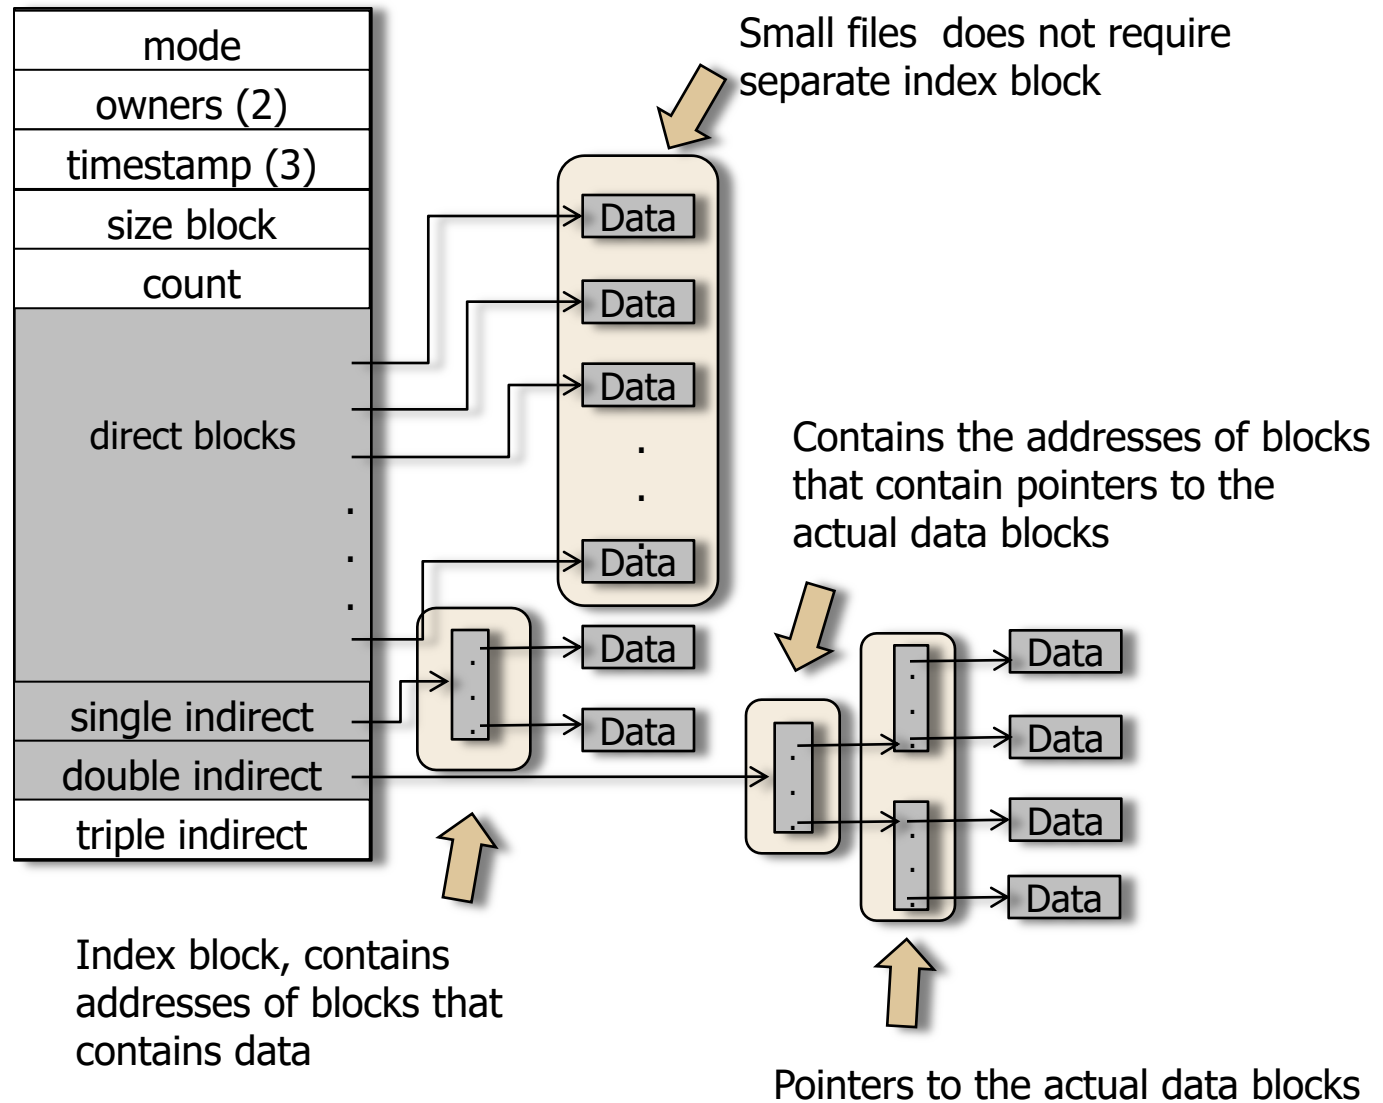 mode
owners (2)
timestamp (3)
size block
count
direct blocks
.
.
.
single indirect
double indirect
triple indirect
Small files does not require
separate index block
Data
Data
Data
.
.
.
Data
.
.
.
Data
Data
Index block, contains
addresses of blocks that
contains data
Contains the addresses of blocks
that contain pointers to the
actual data blocks
.
.
.
.
.
.
.
.
.
Data
Data
Data
Data
Pointers to the actual data blocks